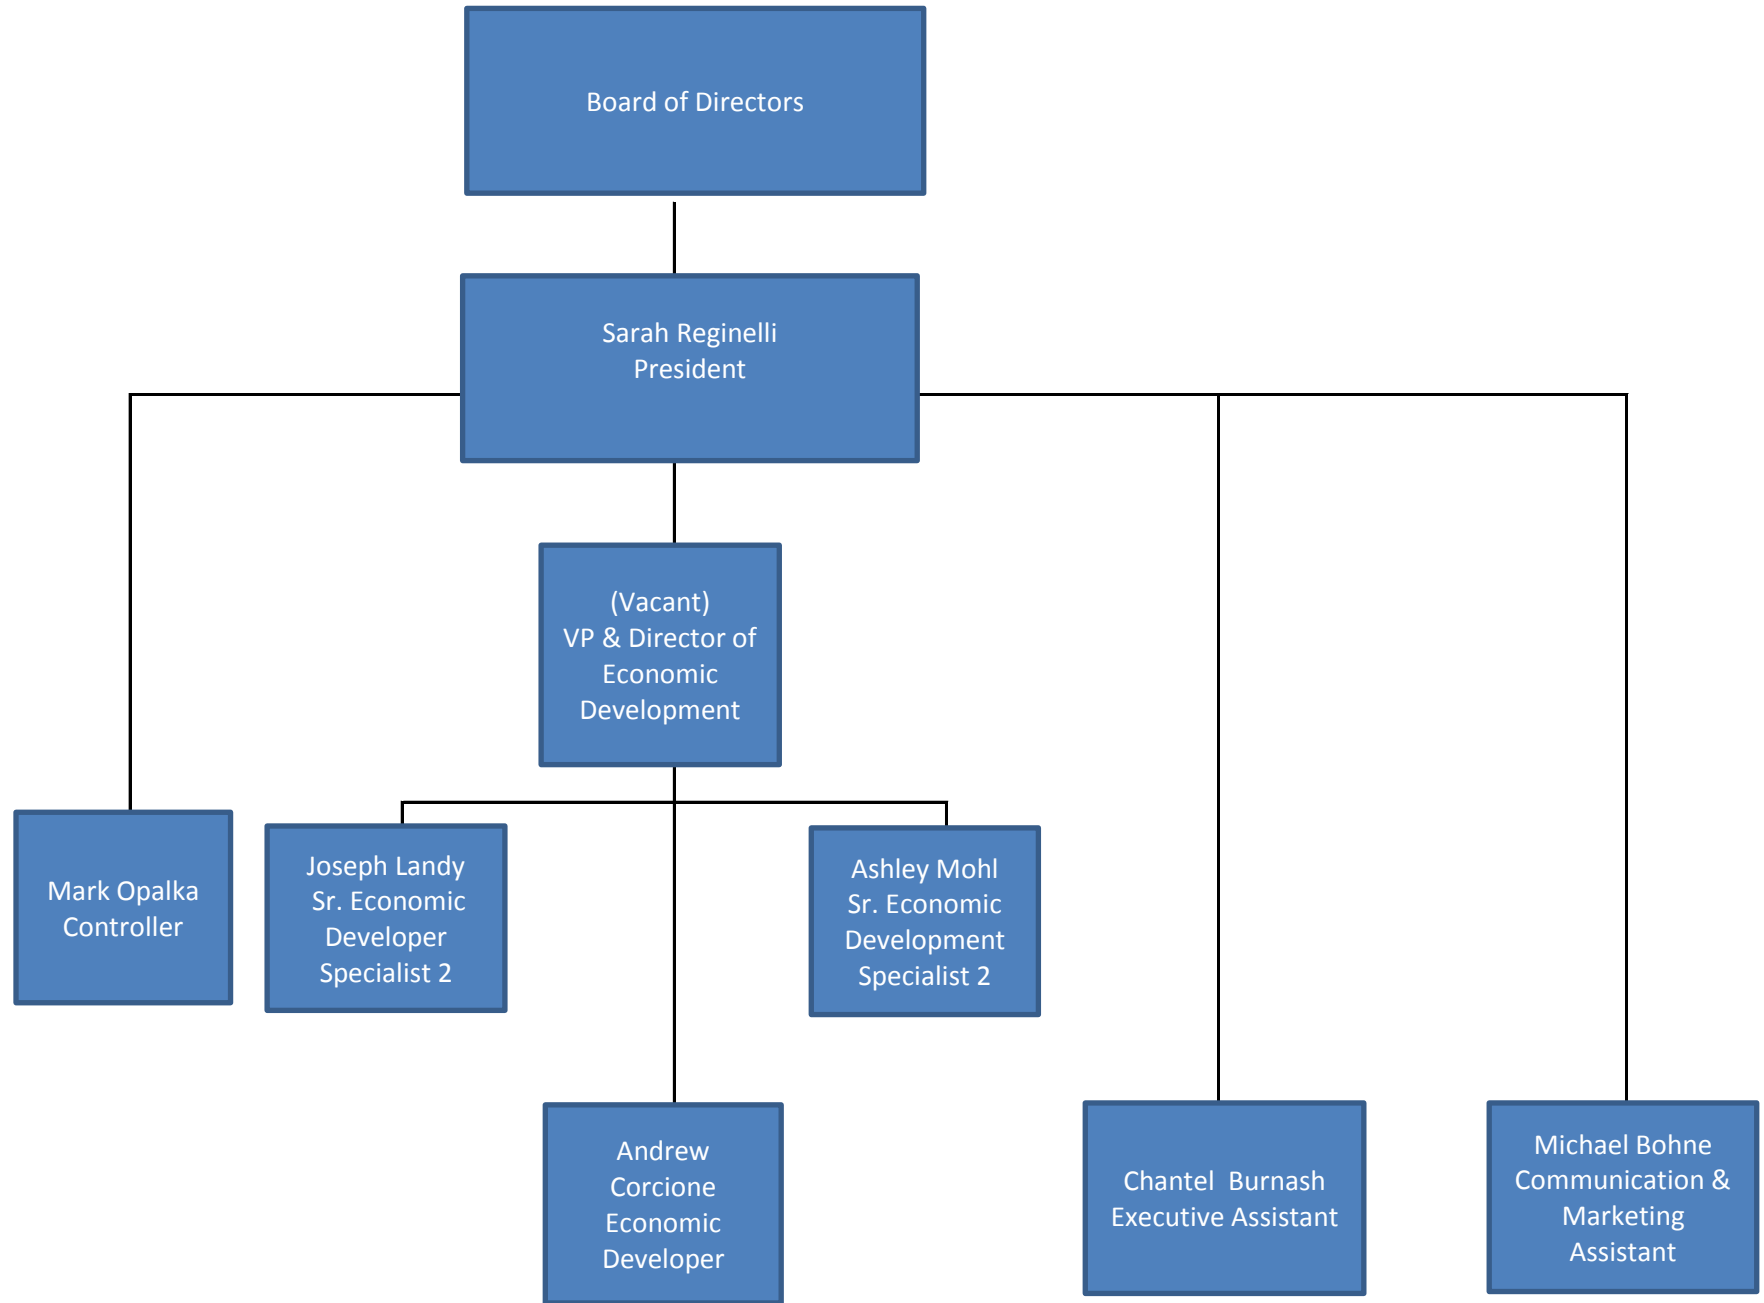 Board of Directors
Sarah Reginelli
President
(Vacant)
VP & Director of
Economic
Development
Mark Opalka
Controller
Joseph Landy
Sr. Economic
Developer
Specialist 2
Ashley Mohl
Sr. Economic
Development
Specialist 2
Andrew
Corcione
Economic
Developer
Chantel Burnash
Executive Assistant
Michael Bohne
Communication &
Marketing
Assistant